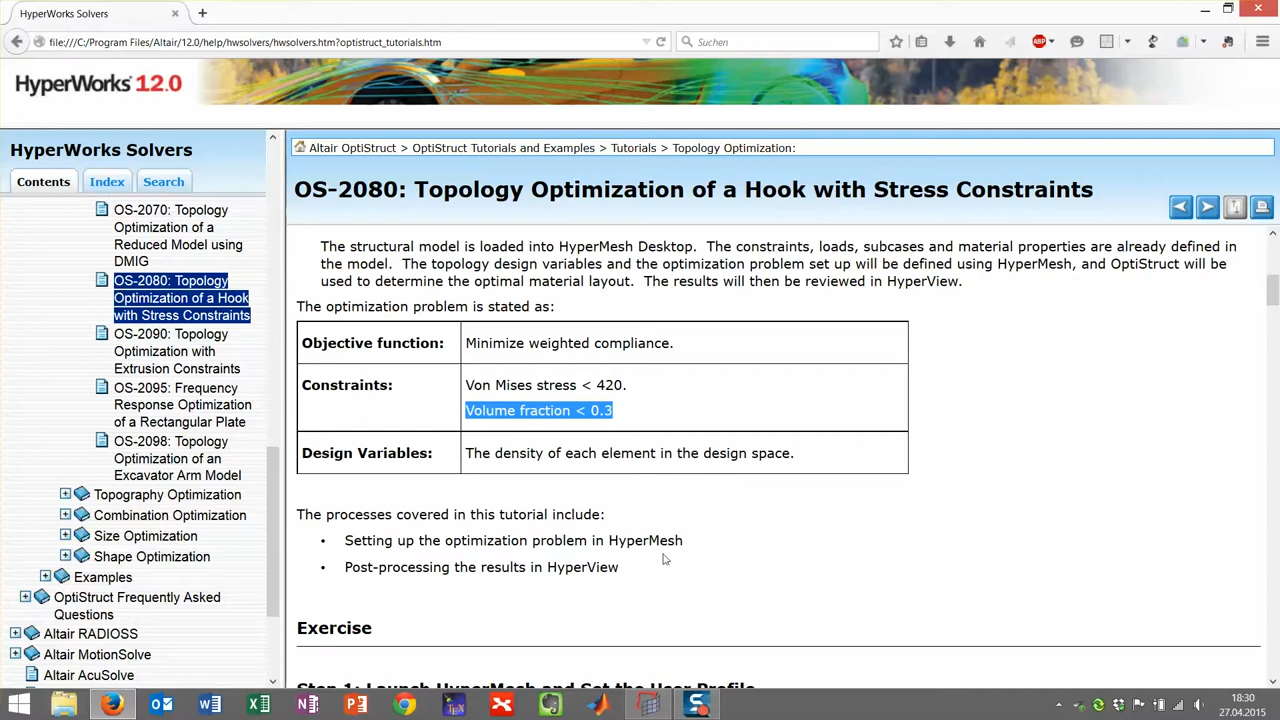 HyperWorks Solvers
file:///C:/Program Files/Altair/12.0/help/hwsolvers/hwsolvers.htm?optistruct_tutorials.htm
Suchen
ABP
HyperWorks 12.0
HyperWorks Solvers
Contents
Index
Search
OS-2070: Topology
Optimization of a
Reduced Model using
DMIG
OS-2080: Topology
Optimization of a Hook
with Stress Constraints
OS-2090: Topology
Optimization with
Extrusion Constraints
OS-2095: Frequency
Response Optimization
of a Rectangular Plate
OS-2098: Topology
Optimization of an
Excavator Arm Model
Topography Optimization
Combination Optimization
Size Optimization
Shape Optimization
Examples
OptiStruct Frequently Asked
Questions
Altair RADIOSS
Altair MotionSolve
Altair AcuSolve
Altair OptiStruct > OptiStruct Tutorials and Examples > Tutorials > Topology Optimization:
OS-2080: Topology Optimization of a Hook with Stress Constraints
The structural model is loaded into HyperMesh Desktop. The constraints, loads, subcases and material properties are already defined in
the model. The topology design variables and the optimization problem set up will be defined using HyperMesh, and OptiStruct will be
used to determine the optimal material layout. The results will then be reviewed in HyperView.
The optimization problem is stated as:
Objective function: Minimize weighted compliance.
Constraints: Von Mises stress < 420.
Volume fraction < 0.3
Design Variables: The density of each element in the design space.
The processes covered in this tutorial include:
• Setting up the optimization problem in HyperMesh
• Post-processing the results in HyperView
Exercise
Step 1: Launch HyperMesh and Set the User Profile
18:30
27.04.2015